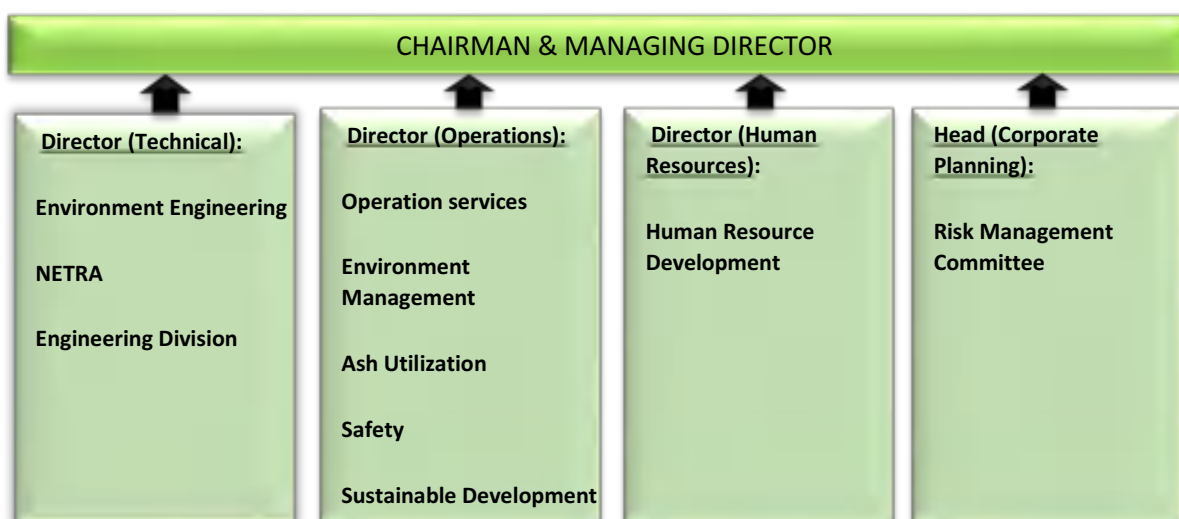 CHAIRMAN & MANAGING DIRECTOR
Director (Technical):
Environment Engineering
NETRA
Engineering Division
Director (Operations):
Operation services
Environment
Management
Ash Utilization
Safety
Sustainable Development
Director (Human
Resources):
Human Resource
Development
Head (Corporate
Planning):
Risk Management
Committee